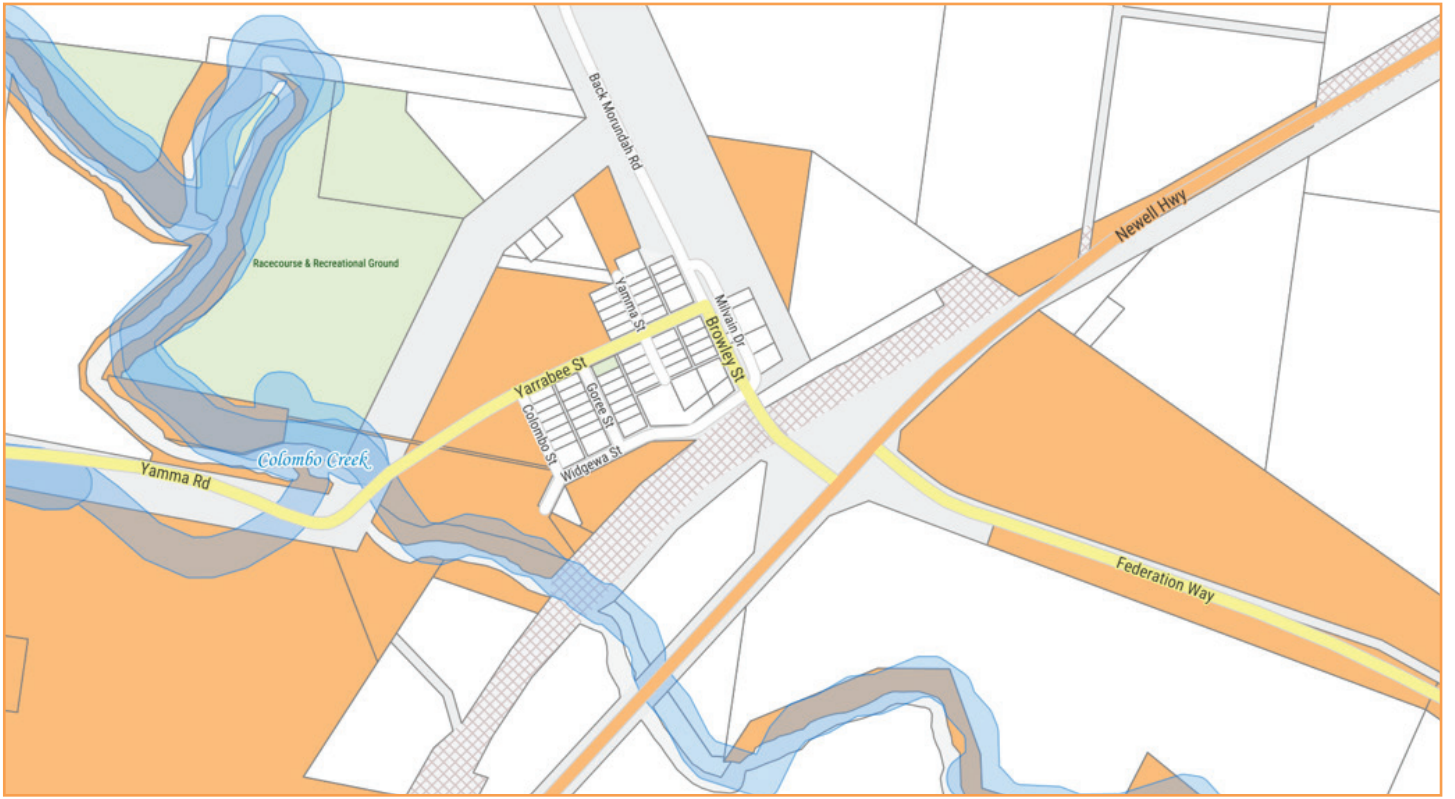 Back Morundah Rd
Newell Hwy
Racecourse & Recreational Ground
Yamma St
Milvain Dr
Browley St
Yarrabee St
Goree St
Colombo St
Widgewa St
Colombo Creek
Yamma Rd
Federation Way